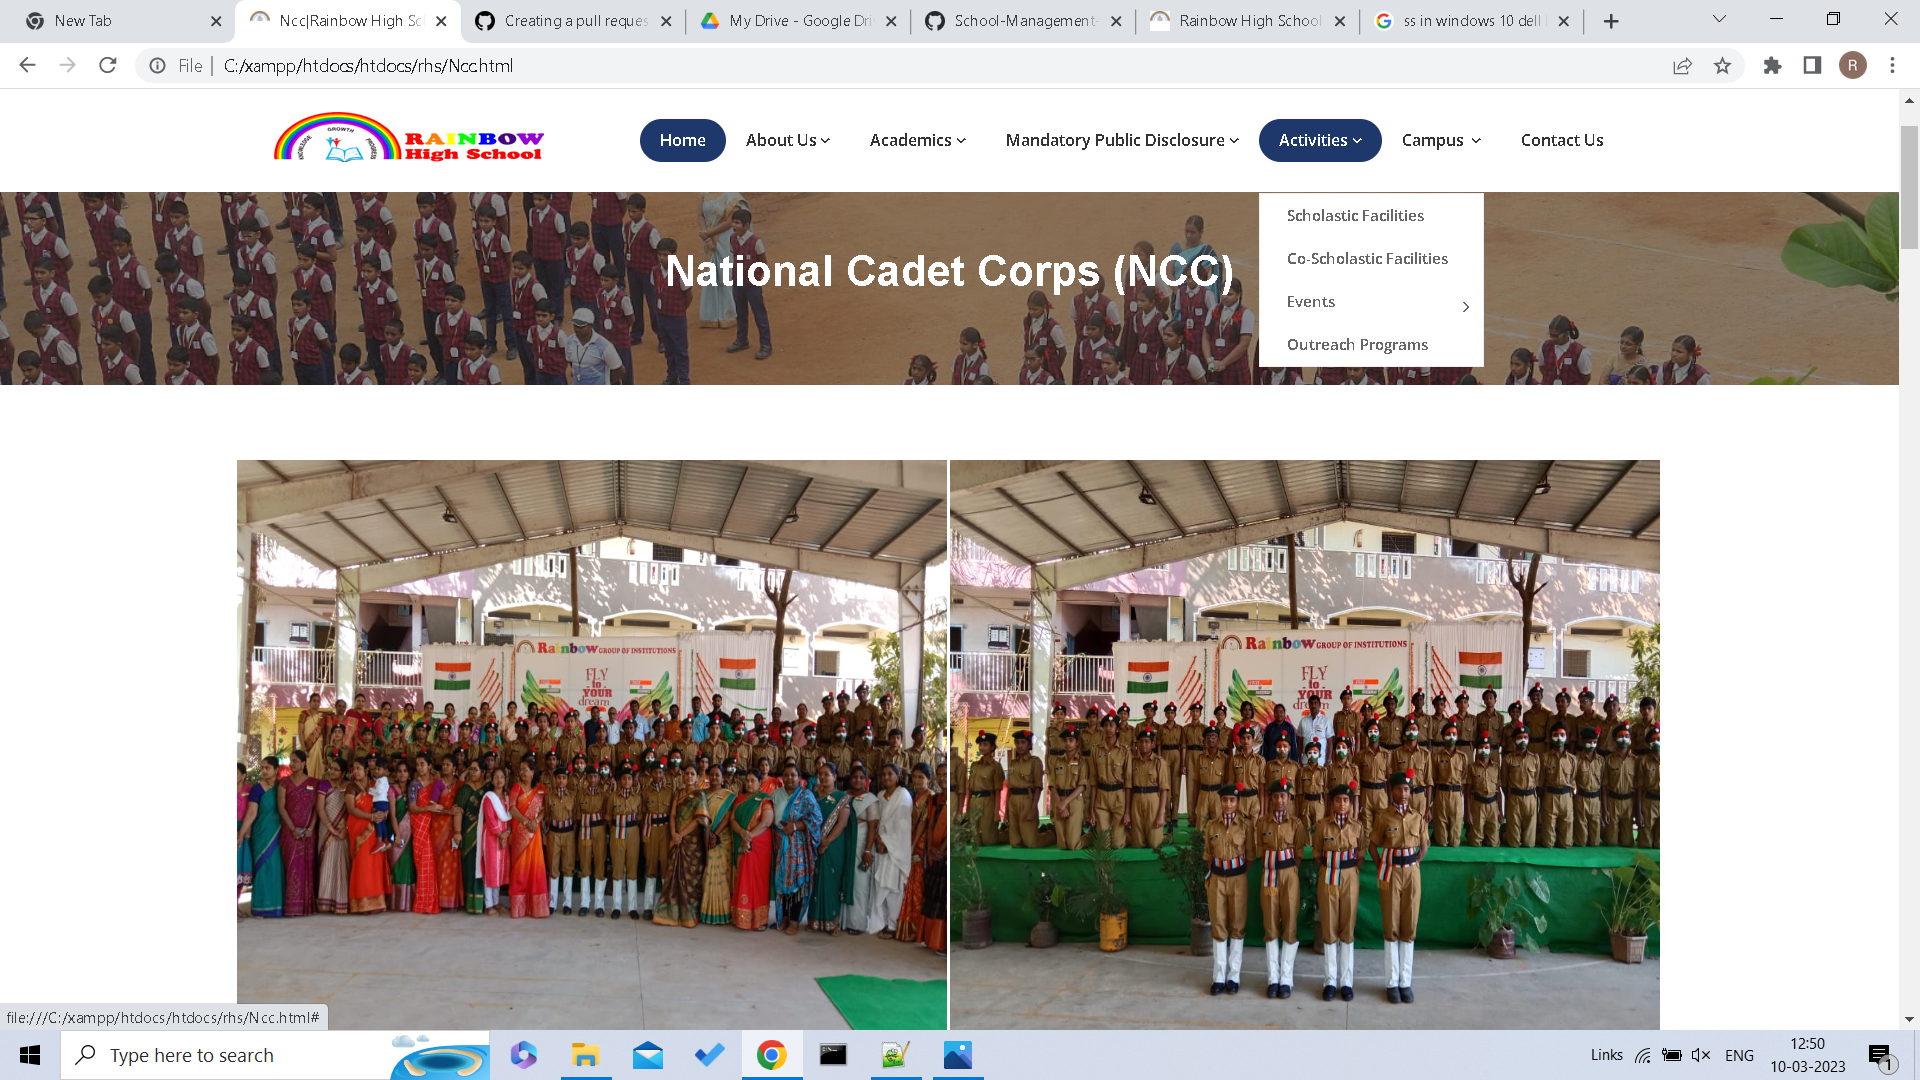 New Tab
Ncc|Rainbow High Sc
Creating a pull reques
My Drive - Google Dri
School-Management-
Rainbow High School
ss in windows 10 dell
File | C:/xampp/htdocs/htdocs/rhs/Ncc.html
R
KNOWLEDGE GROWTH PROGRESS
RAINBOW
High School
Home
About Us
Academics
Mandatory Public Disclosure
Activities
Campus
Contact Us
Scholastic Facilities
Co-Scholastic Facilities
Events
Outreach Programs
National Cadet Corps (NCC)
Rainbow GROUP OF INSTITUTIONS
FLY
to
YOUR
dream
Rainbow GROUP OF INSTITUTIONS
FLY
to
YOUR
dream
file:///C:/xampp/htdocs/htdocs/rhs/Ncc.html#
Type here to search
Links
ENG
12:50
10-03-2023
1